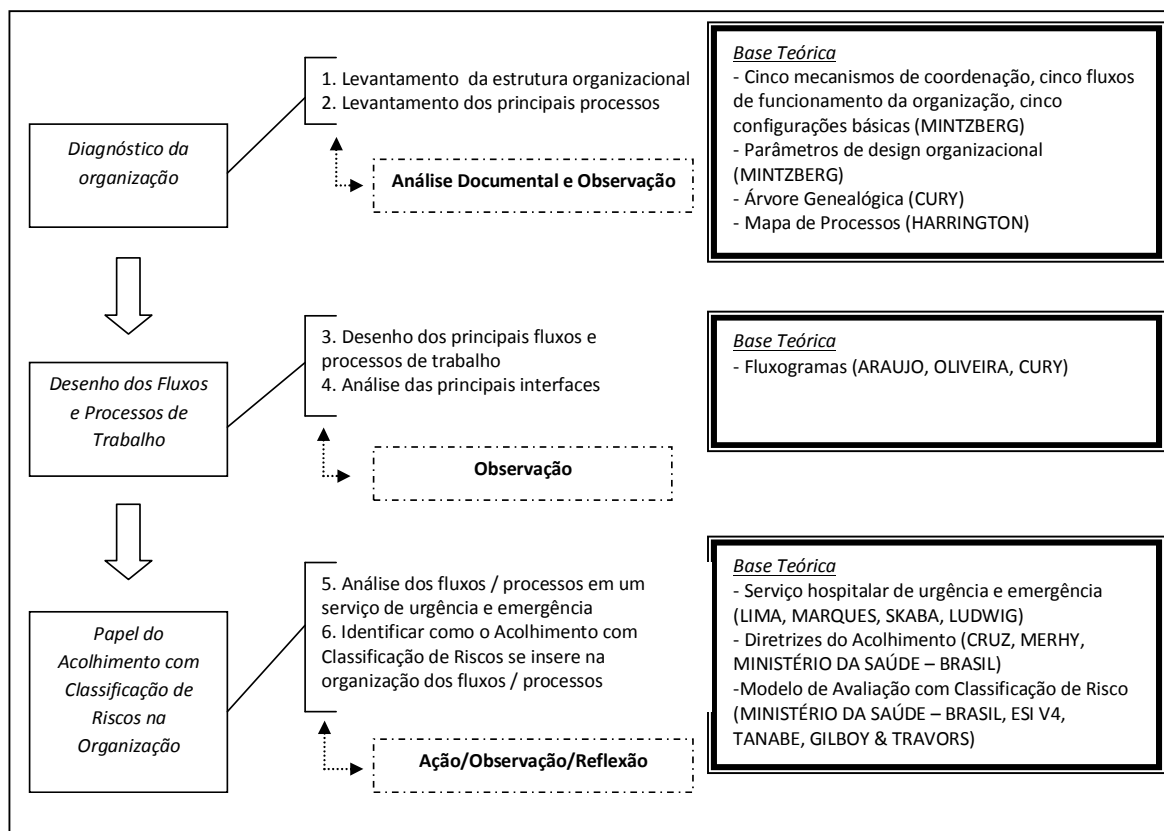 Diagnóstico da
organização
1. Levantamento da estrutura organizacional
2. Levantamento dos principais processos
Análise Documental e Observação
Base Teórica
- Cinco mecanismos de coordenação, cinco fluxos
de funcionamento da organização, cinco
configurações básicas (MINTZBERG)
- Parâmetros de design organizacional
(MINTZBERG)
- Árvore Genealógica (CURY)
- Mapa de Processos (HARRINGTON)
Desenho dos Fluxos
e Processos de
Trabalho
3. Desenho dos principais fluxos e
processos de trabalho
4. Análise das principais interfaces
Observação
Base Teórica
- Fluxogramas (ARAUJO, OLIVEIRA, CURY)
Papel do
Acolhimento com
Classificação de
Riscos na
Organização
5. Análise dos fluxos / processos em um
serviço de urgência e emergência
6. Identificar como o Acolhimento com
Classificação de Riscos se insere na
organização dos fluxos / processos
Ação/Observação/Reflexão
Base Teórica
- Serviço hospitalar de urgência e emergência
(LIMA, MARQUES, SKABA, LUDWIG)
- Diretrizes do Acolhimento (CRUZ, MERHY,
MINISTÉRIO DA SAÚDE – BRASIL)
-Modelo de Avaliação com Classificação de Risco
(MINISTÉRIO DA SAÚDE – BRASIL, ESI V4,
TANABE, GILBOY & TRAVORS)